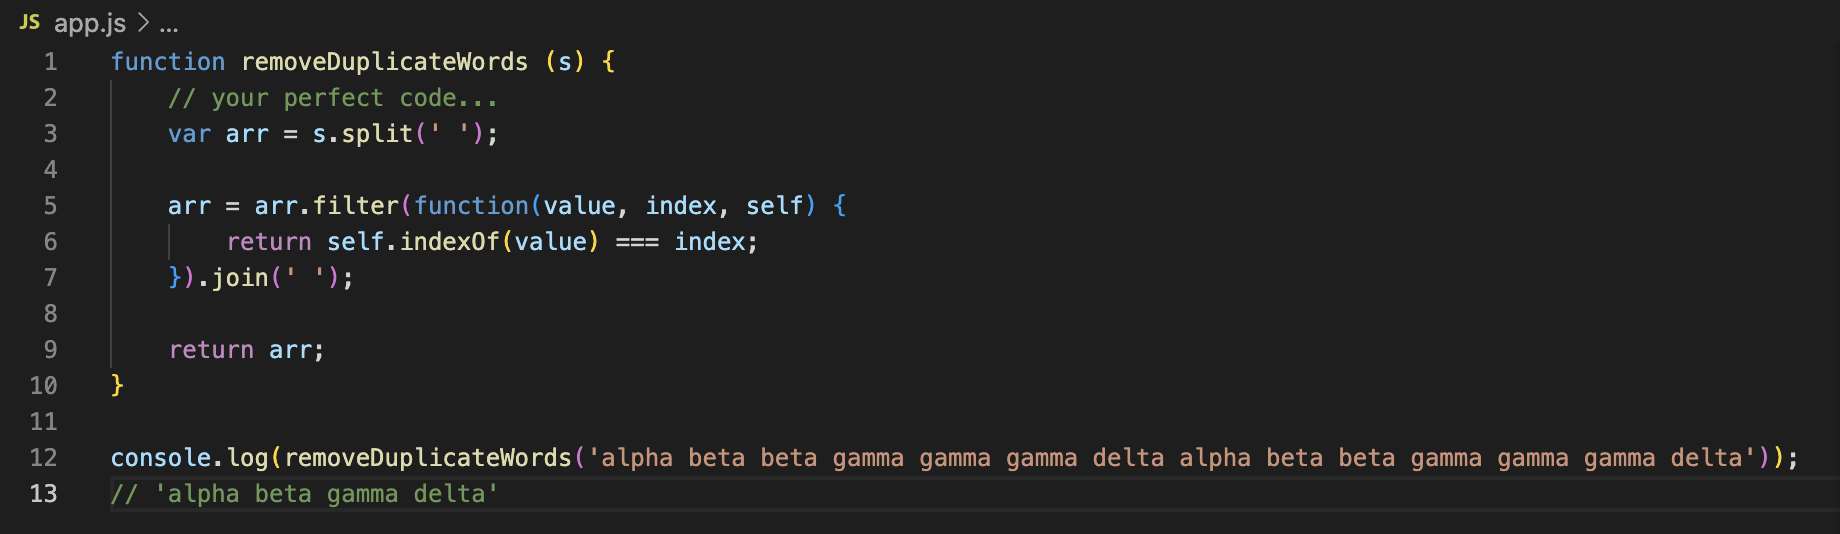 JS app.js > ...
1 function removeDuplicateWords (s) {
2 // your perfect code...
3 var arr = s.split(' ');
4
5 arr = arr.filter(function(value, index, self) {
6 return self.indexOf(value) === index;
7 }).join(' ');
8
9 return arr;
10 }
11
12 console.log(removeDuplicateWords('alpha beta beta gamma gamma gamma delta alpha beta beta gamma gamma gamma delta'));
13 // 'alpha beta gamma delta'